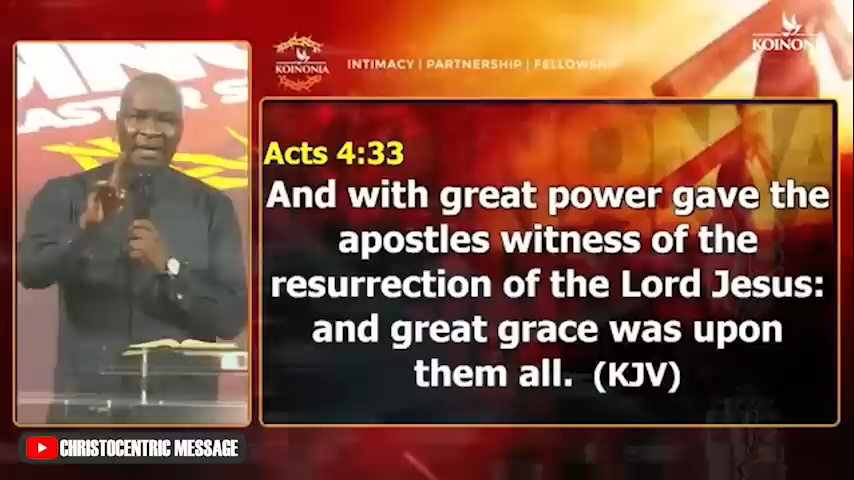 KOINONIA
INTIMACY | PARTNERSHIP | FELLOWSHIP
KOINONI
Acts 4:33
And with great power gave the
apostles witness of the
resurrection of the Lord Jesus:
and great grace was upon
them all. (KJV)
CHRISTOCENTRIC MESSAGE